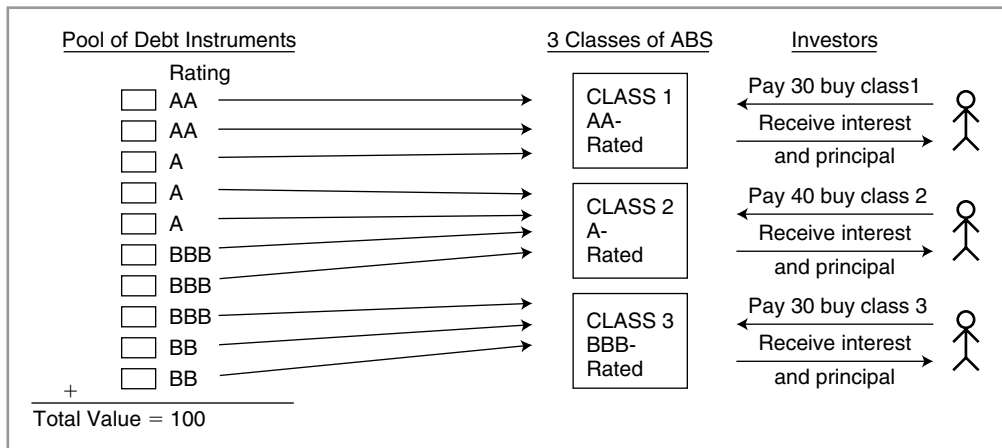 Pool of Debt Instruments
Rating
AA
AA
A
A
A
BBB
BBB
BBB
BB
BB
+
Total Value = 100
3 Classes of ABS
CLASS 1
AA-
Rated
CLASS 2
A-
Rated
CLASS 3
BBB-
Rated
Investors
Pay 30 buy class1
Receive interest
and principal
Pay 40 buy class 2
Receive interest
and principal
Pay 30 buy class 3
Receive interest
and principal